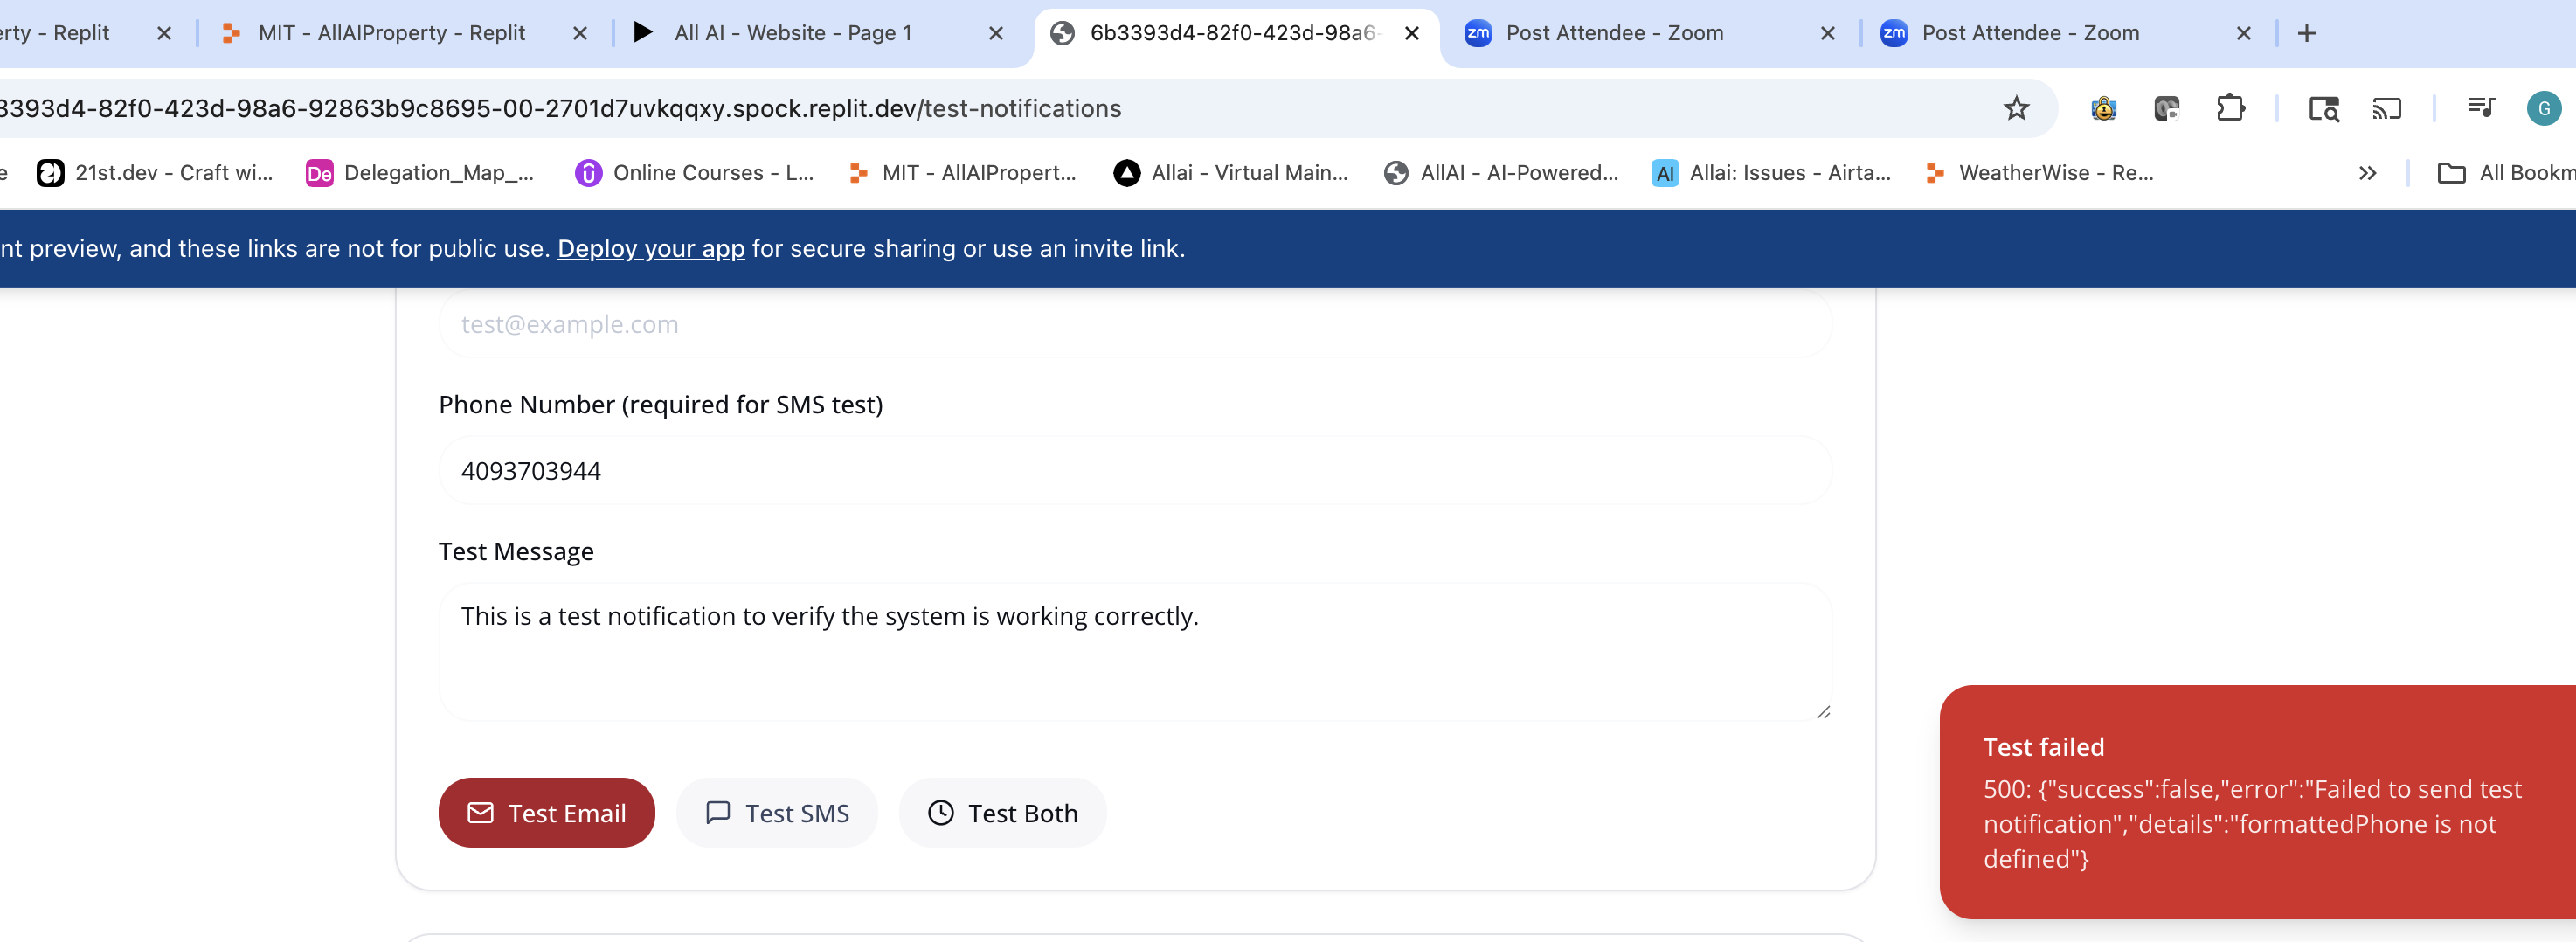 erty - Replit
MIT - AllAIProperty - Replit
All AI - Website - Page 1
6b3393d4-82f0-423d-98a6-
zm Post Attendee - Zoom
zm Post Attendee - Zoom
3393d4-82f0-423d-98a6-92863b9c8695-00-2701d7uvkqqxy.spock.replit.dev/test-notifications
G
e
21st.dev - Craft wi...
De Delegation_Map_...
Online Courses - L...
MIT - AllAIPropert...
Allai - Virtual Main...
AllAI - AI-Powered...
AI Allai: Issues - Airta...
WeatherWise - Re...
All Bookm
nt preview, and these links are not for public use. Deploy your app for secure sharing or use an invite link.
test@example.com
Phone Number (required for SMS test)
4093703944
Test Message
This is a test notification to verify the system is working correctly.
Test Email
Test SMS
Test Both
Test failed
500: {"success":false,"error":"Failed to send test
notification","details":"formattedPhone is not
defined"}